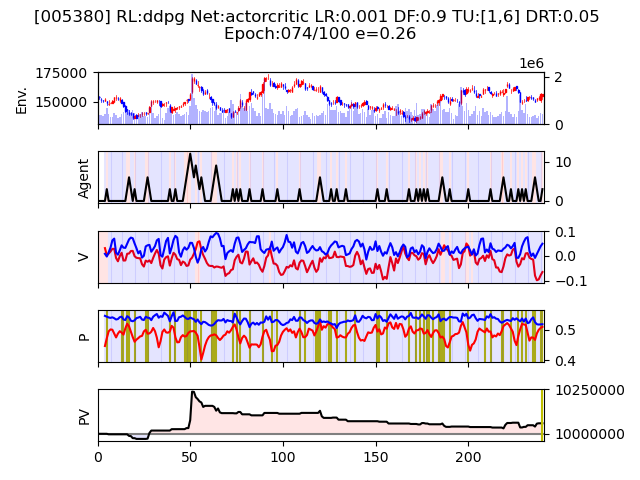 [005380] RL:ddpg Net:actorcritic LR:0.001 DF:0.9 TU:[1,6] DRT:0.05
Epoch:074/100 e=0.26
1e6
175000
150000
Env.
2
0
Agent
10
0
V
0.1
0.0
−0.1
P
0.5
0.4
PV
10250000
10000000
0 50 100 150 200